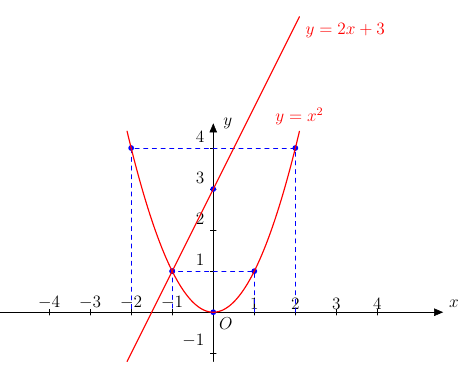 y = 2x + 3
y = x²
y
4
3
2
1
−4 −3 −2 −1 1 2 3 4 x
O
−1